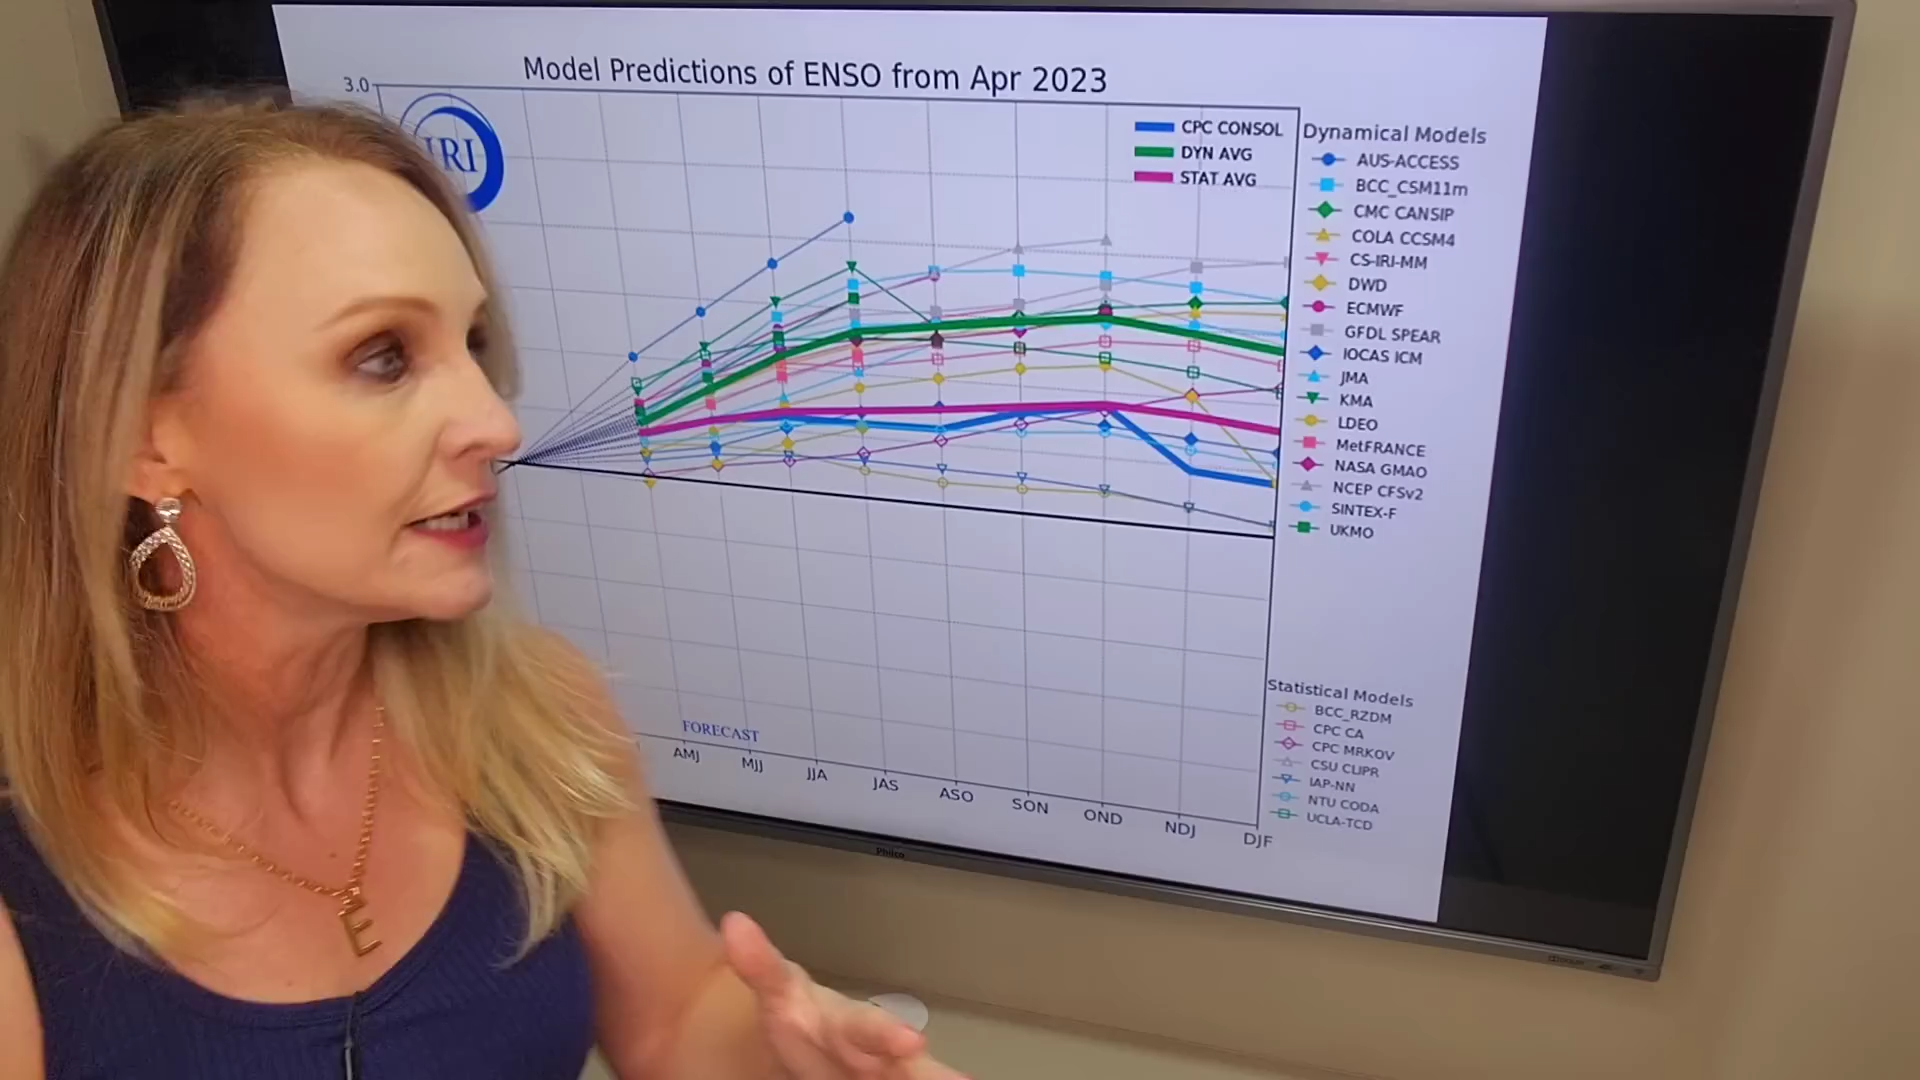 Model Predictions of ENSO from Apr 2023
3.0
IRI
CPC CONSOL
DYN AVG
STAT AVG
Dynamical Models
AUS-ACCESS
BCC_CSM11m
CMC CANSIP
COLA CCSM4
CS-IRI-MM
DWD
ECMWF
GFDL SPEAR
IOCAS ICM
JMA
KMA
LDEO
MetFRANCE
NASA GMAO
NCEP CFSv2
SINTEX-F
UKMO
Statistical Models
BCC_RZDM
CPC CA
CPC MRKOV
CSU CLIPR
IAP-NN
NTU CODA
UCLA-TCD
FORECAST
AMJ
MJJ
JJA
JAS
ASO
SON
OND
NDJ
DJF
Philco
E